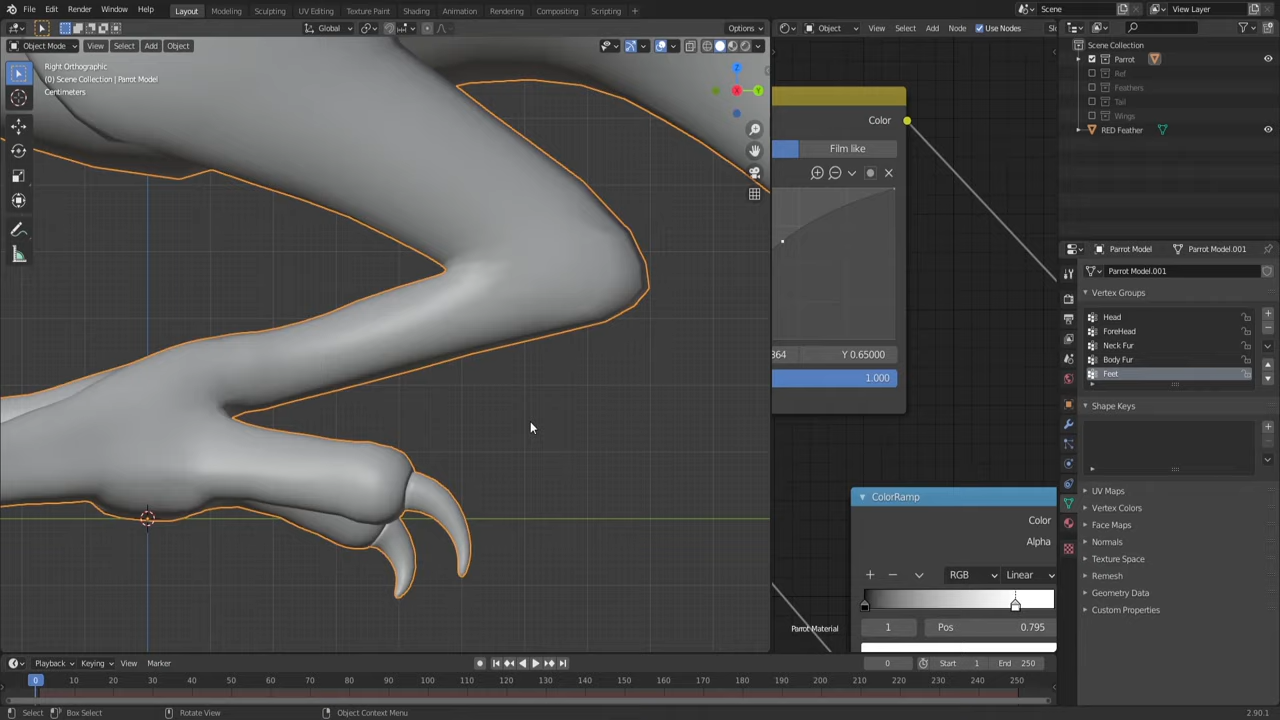 File Edit Render Window Help
Layout Modeling Sculpting UV Editing Texture Paint Shading Animation Rendering Compositing Scripting +
Scene
View Layer
Object Mode View Select Add Object
Global
Options
Object View Select Add Node Use Nodes
Right Orthographic
(0) Scene Collection | Parrot Model
Centimeters
Z
X
Y
Color
Film like
364
Y 0.65000
1.000
ColorRamp
Color
Alpha
RGB
Linear
1
Pos 0.795
Parrot Material
Scene Collection
Parrot
Ref
Feathers
Tail
Wings
RED Feather
Parrot Model
Parrot Model.001
Parrot Model.001
Vertex Groups
Head
ForeHead
Neck Fur
Body Fur
Feet
Shape Keys
UV Maps
Vertex Colors
Face Maps
Normals
Texture Space
Remesh
Geometry Data
Custom Properties
Playback Keying View Marker
0 Start 1 End 250
0 10 20 30 40 50 60 70 80 90 100 110 120 130 140 150 160 170 180 190 200 210 220 230 240 250
Select Box Select Rotate View Object Context Menu 2.90.1